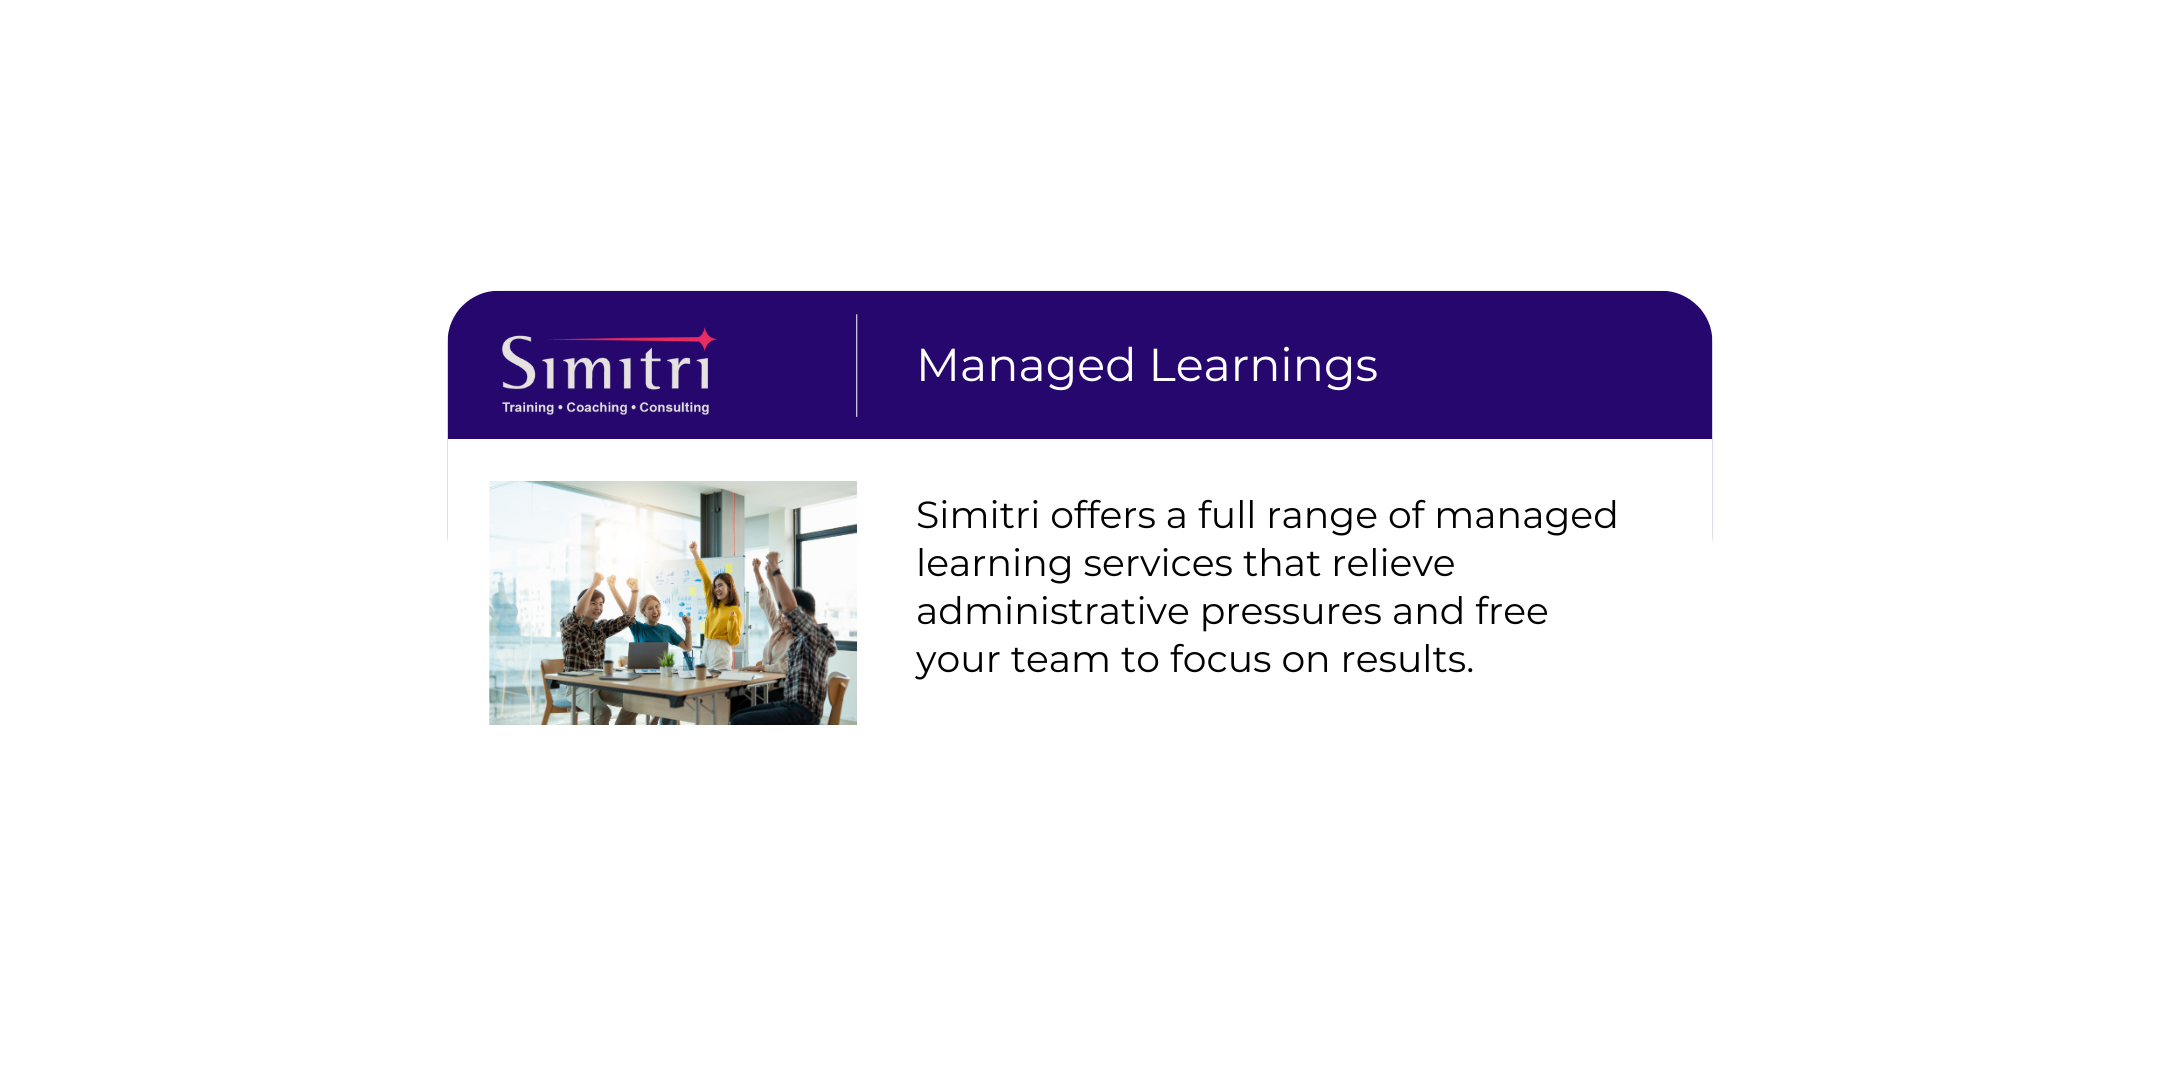 Simitri
Training • Coaching • Consulting
Managed Learnings
Simitri offers a full range of managed
learning services that relieve
administrative pressures and free
your team to focus on results.